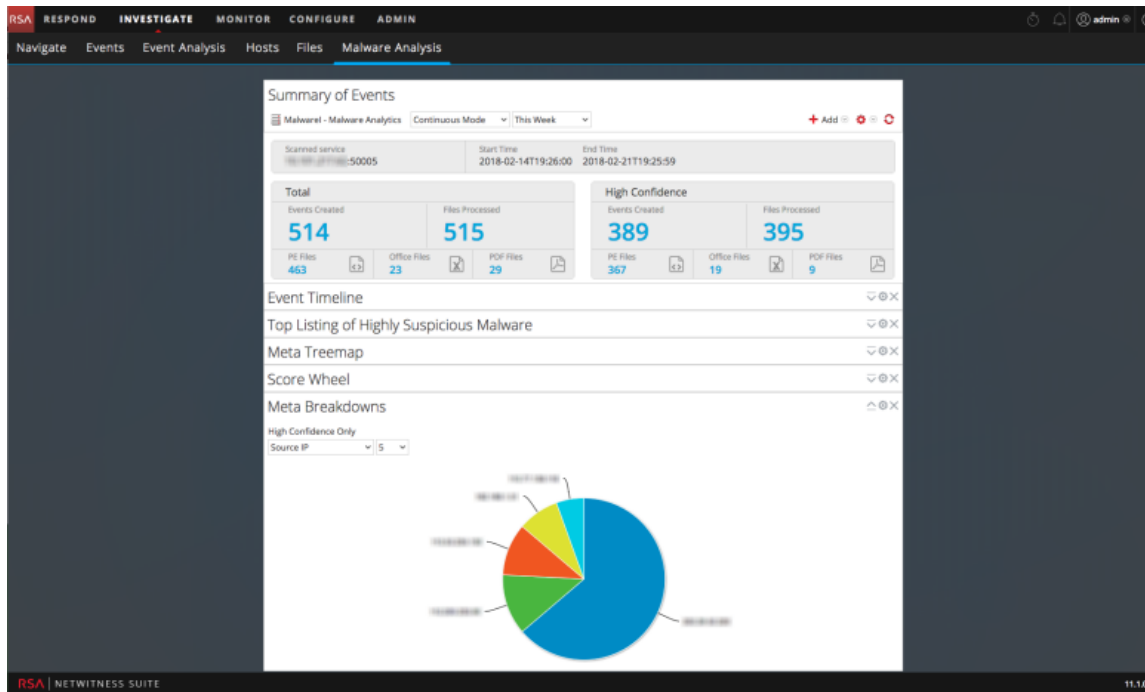 RSA RESPOND INVESTIGATE MONITOR CONFIGURE ADMIN admin
Navigate Events Event Analysis Hosts Files Malware Analysis
Summary of Events
Malwarel - Malware Analytics Continuous Mode This Week Add
Scanned service Start Time End Time
:50005 2018-02-14T19:26:00 2018-02-21T19:25:59
Total High Confidence
Events Created Files Processed Events Created Files Processed
514 515 389 395
PE Files Office Files PDF Files PE Files Office Files PDF Files
463 23 29 367 19 9
Event Timeline
Top Listing of Highly Suspicious Malware
Meta Treemap
Score Wheel
Meta Breakdowns
High Confidence Only
Source IP 5
RSA NETWITNESS SUITE 11.1.